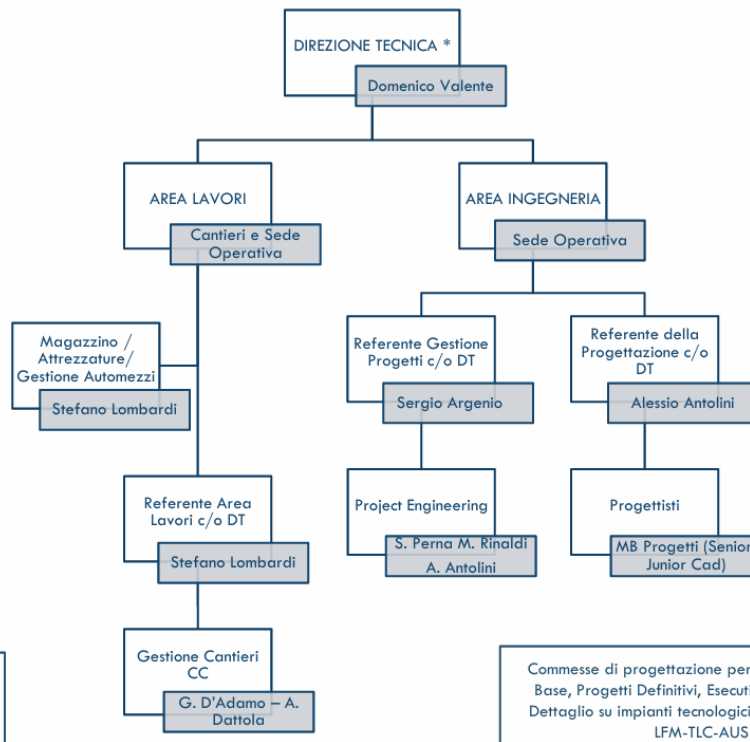 DIREZIONE TECNICA *
Domenico Valente
AREA LAVORI
Cantieri e Sede
Operativa
AREA INGEGNERIA
Sede Operativa
Magazzino /
Attrezzature/
Gestione Automezzi
Stefano Lombardi
Referente Gestione
Progetti c/o DT
Sergio Argenio
Referente della
Progettazione c/o
DT
Alessio Antolini
Referente Area
Lavori c/o DT
Stefano Lombardi
Project Engineering
S. Perna M. Rinaldi
A. Antolini
Progettisti
MB Progetti (Senior
Junior Cad)
Gestione Cantieri
CC
G. D'Adamo – A.
Dattola
Commesse di progettazione per
Base, Progetti Definitivi, Esecuti
Dettaglio su impianti tecnologici
LFM-TLC-AUS